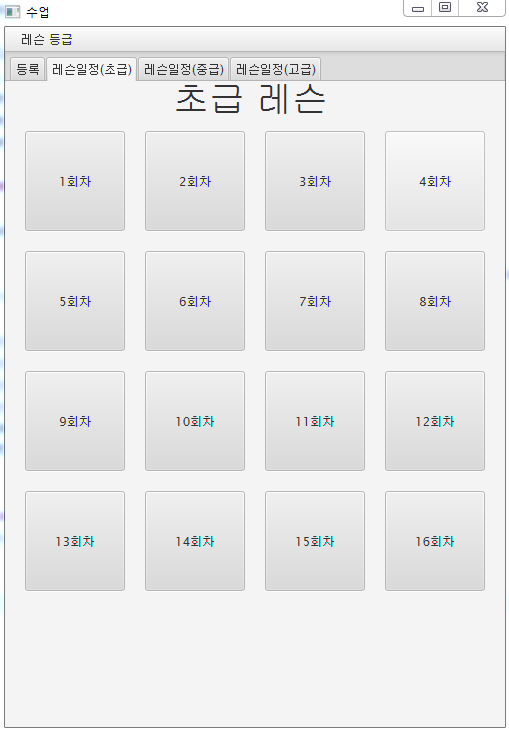 수업
레슨 등급
등록 레슨일정(초급) 레슨일정(중급) 레슨일정(고급)
초급 레슨
1회차 2회차 3회차 4회차
5회차 6회차 7회차 8회차
9회차 10회차 11회차 12회차
13회차 14회차 15회차 16회차